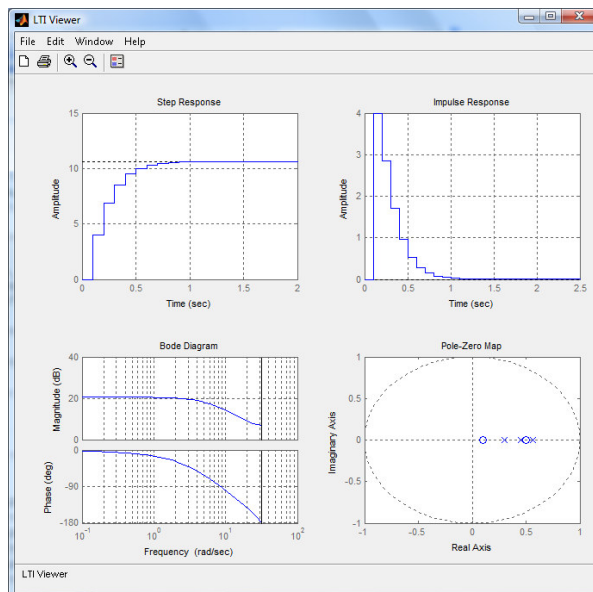 LTI Viewer
File Edit Window Help
Step Response
Amplitude
15
10
5
0
0 0.5 1 1.5 2
Time (sec)
Impulse Response
Amplitude
4
3
2
1
0
0 0.5 1 1.5 2 2.5
Time (sec)
Bode Diagram
Magnitude (dB)
40
20
0
Phase (deg)
0
-90
-180
10^-1 10^0 10^1 10^2
Frequency (rad/sec)
Pole-Zero Map
Imaginary Axis
1
0.5
0
-0.5
-1
-1 -0.5 0 0.5 1
Real Axis
LTI Viewer